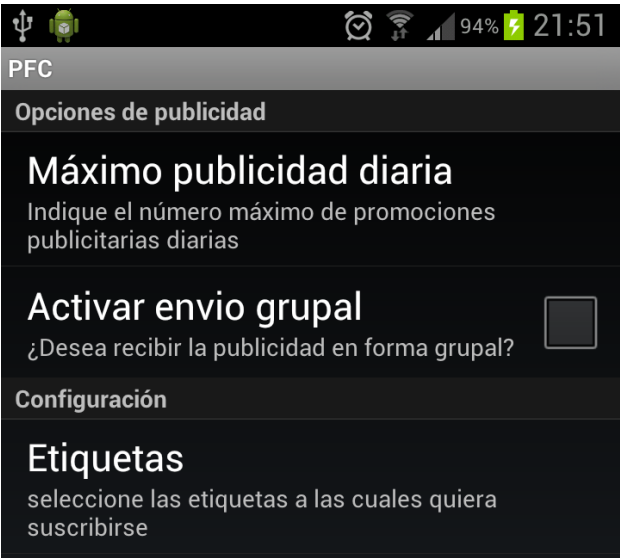 94% 21:51
PFC
Opciones de publicidad
Máximo publicidad diaria
Indique el número máximo de promociones
publicitarias diarias
Activar envio grupal
¿Desea recibir la publicidad en forma grupal?
Configuración
Etiquetas
seleccione las etiquetas a las cuales quiera
suscribirse